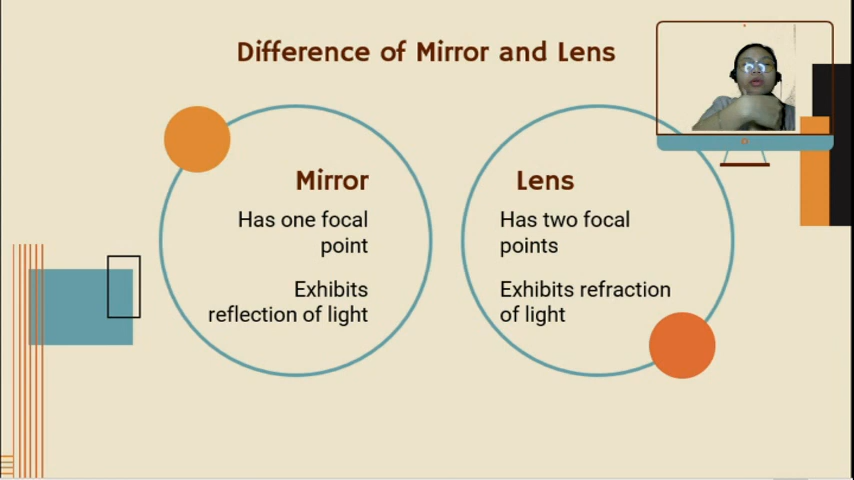 Difference of Mirror and Lens
Mirror
Has one focal
point
Exhibits
reflection of light
Lens
Has two focal
points
Exhibits refraction
of light